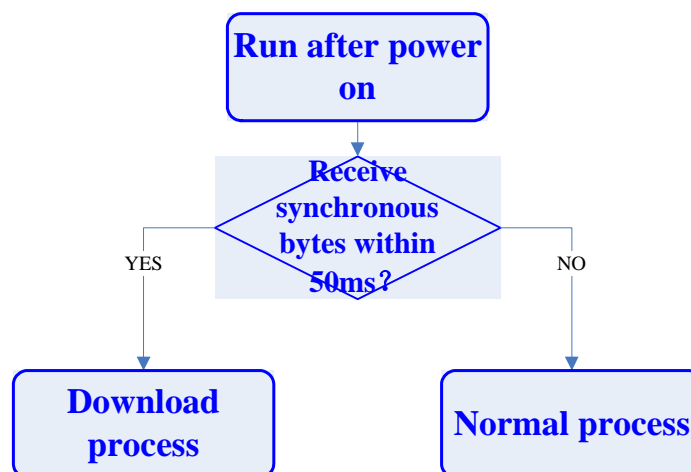 Run after power
on
Receive
synchronous
bytes within
50ms？
YES
NO
Download
process
Normal process